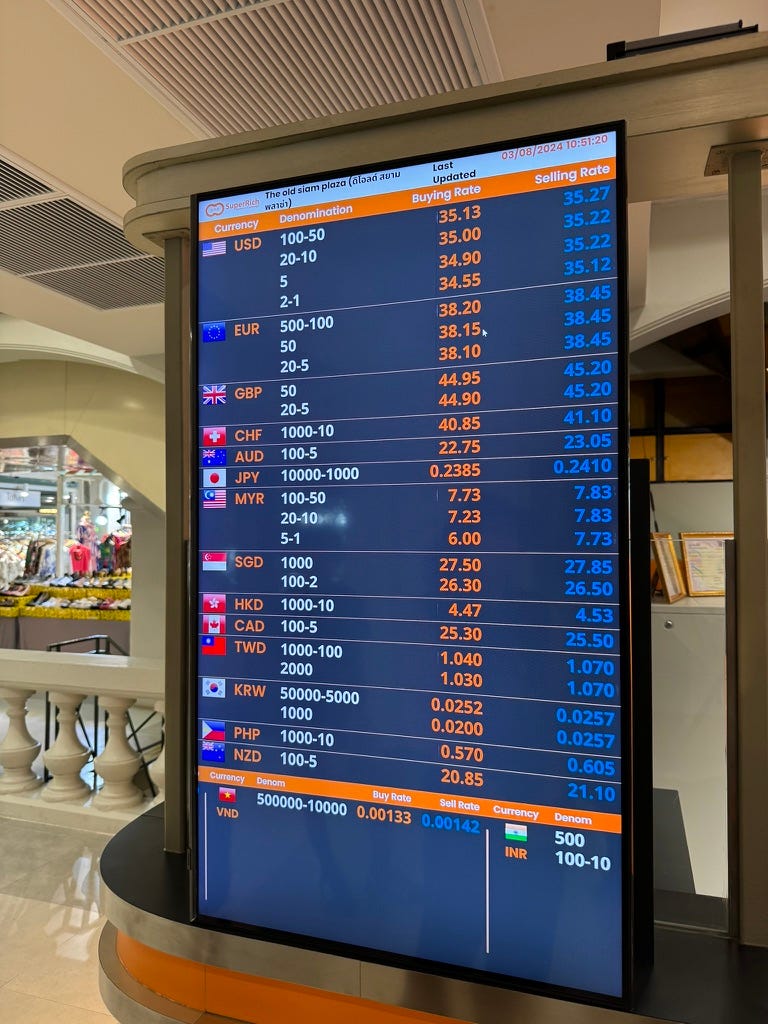 SuperRich The old siam plaza (ดิโอลด์ สยาม พลาซ่า) Last Updated 03/08/2024 10:51:20
Currency Denomination Buying Rate Selling Rate
USD 100-50 35.13 35.27
20-10 35.00 35.22
5 34.90 35.22
2-1 34.55 35.12
EUR 500-100 38.20 38.45
50 38.15 38.45
20-5 38.10 38.45
GBP 50 44.95 45.20
20-5 44.90 45.20
CHF 1000-10 40.85 41.10
AUD 100-5 22.75 23.05
JPY 10000-1000 0.2385 0.2410
MYR 100-50 7.73 7.83
20-10 7.23 7.83
5-1 6.00 7.73
SGD 1000 27.50 27.85
100-2 26.30 26.50
HKD 1000-10 4.47 4.53
CAD 100-5 25.30 25.50
TWD 1000-100 1.040 1.070
2000 1.030 1.070
KRW 50000-5000 0.0252 0.0257
1000 0.0200 0.0257
PHP 1000-10 0.570 0.605
NZD 100-5 20.85 21.10
Currency Denom Buy Rate Sell Rate Currency Denom
VND 500000-10000 0.00133 0.00142 INR 500
100-10